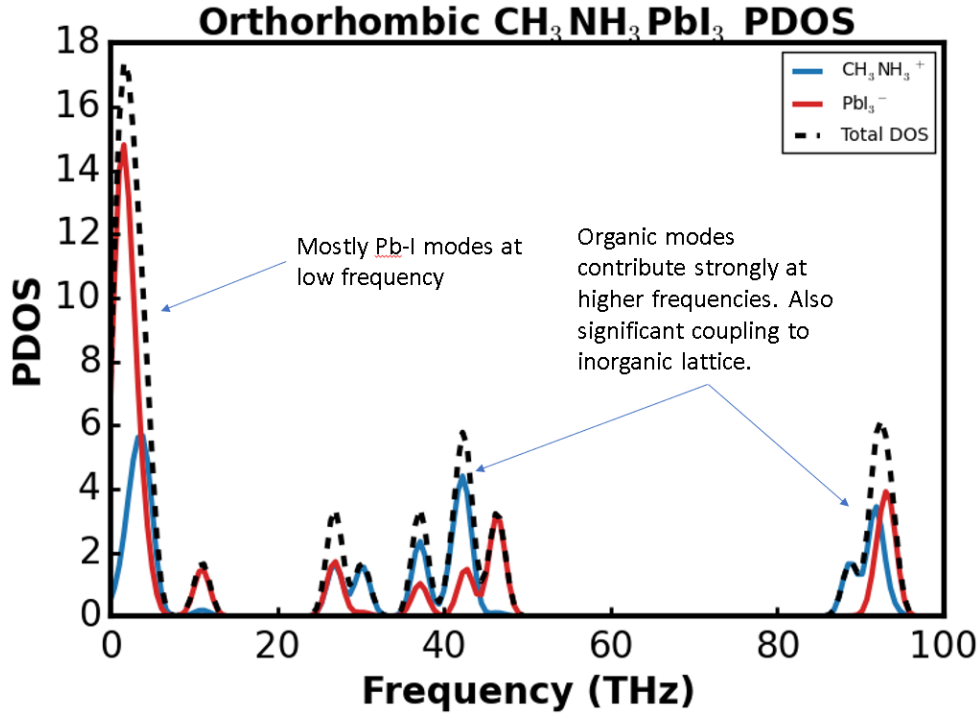 Orthorhombic CH₃NH₃PbI₃ PDOS
18
16
14
12
10
8
6
4
2
0
PDOS
CH₃NH₃⁺
PbI₃⁻
Total DOS
Mostly Pb-I modes at
low frequency
Organic modes
contribute strongly at
higher frequencies. Also
significant coupling to
inorganic lattice.
0 20 40 60 80 100
Frequency (THz)